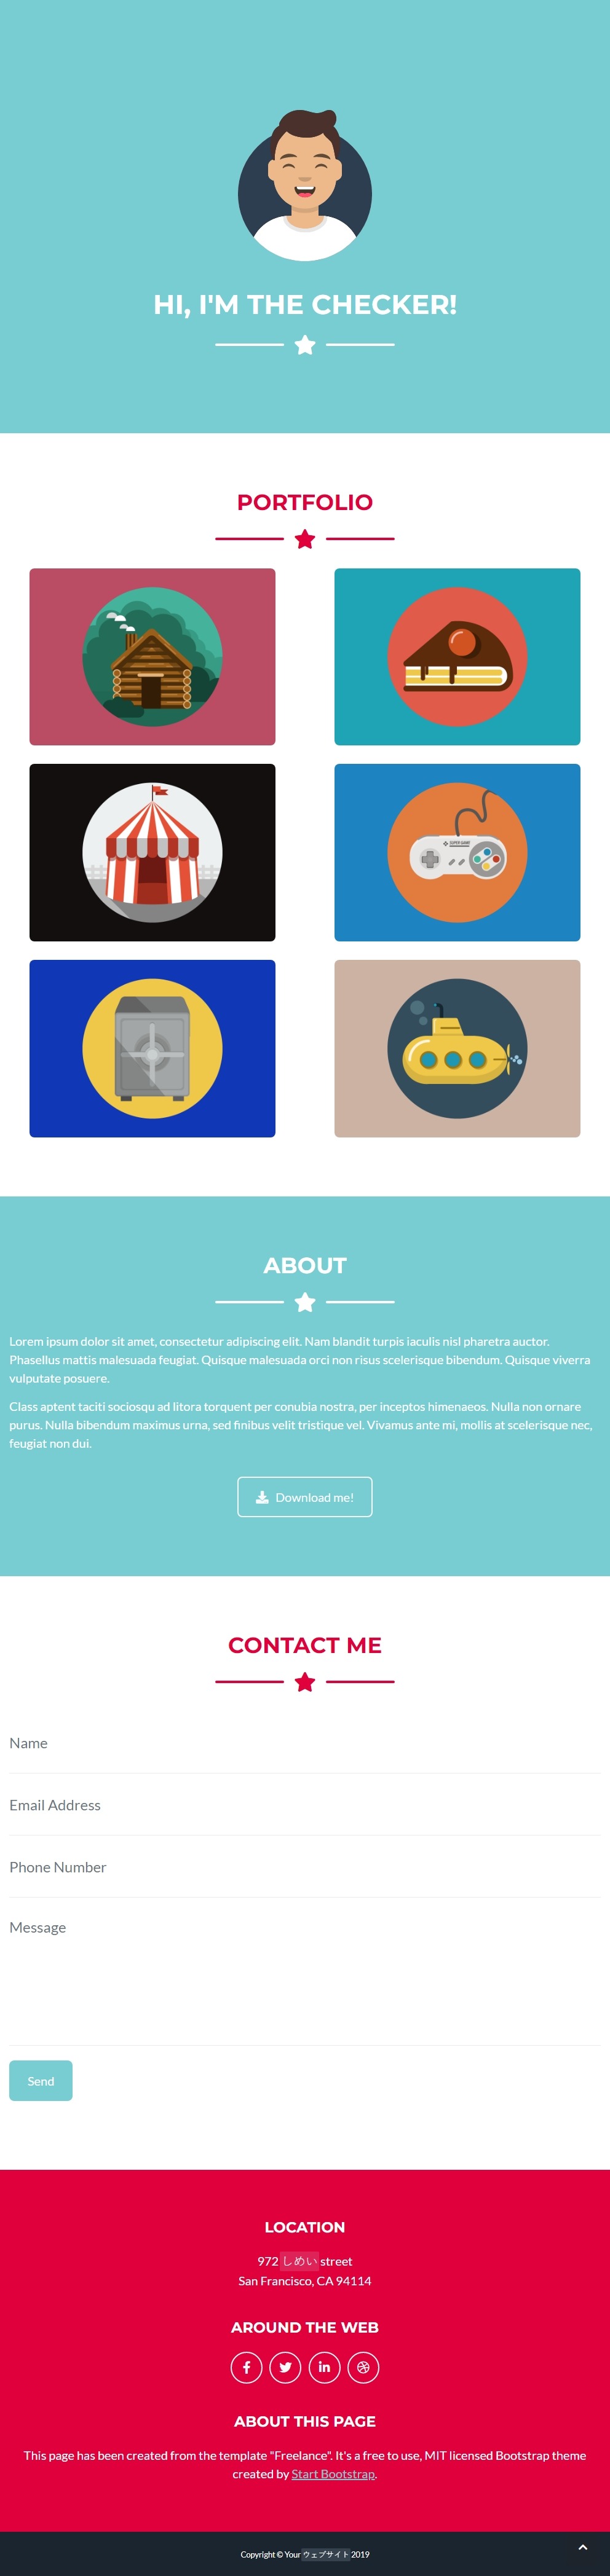 HI, I'M THE CHECKER!
PORTFOLIO
SUPER GAME
ABOUT
Lorem ipsum dolor sit amet, consectetur adipiscing elit. Nam blandit turpis iaculis nisl pharetra auctor.
Phasellus mattis malesuada feugiat. Quisque malesuada orci non risus scelerisque bibendum. Quisque viverra
vulputate posuere.
Class aptent taciti sociosqu ad litora torquent per conubia nostra, per inceptos himenaeos. Nulla non ornare
purus. Nulla bibendum maximus urna, sed finibus velit tristique vel. Vivamus ante mi, mollis at scelerisque nec,
feugiat non dui.
Download me!
CONTACT ME
Name
Email Address
Phone Number
Message
Send
LOCATION
972 しめい street
San Francisco, CA 94114
AROUND THE WEB
ABOUT THIS PAGE
This page has been created from the template "Freelance". It's a free to use, MIT licensed Bootstrap theme
created by Start Bootstrap.
Copyright © Your ウェブサイト 2019